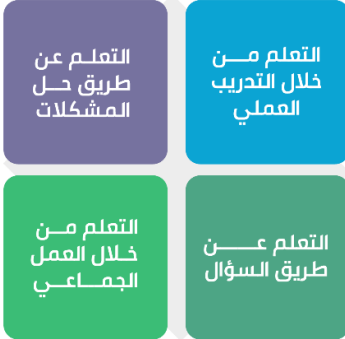 التعلم من
خلال التدريب
العملي
التعلم عن
طريق حل
المشكلات
التعلم عن
طريق السؤال
التعلم من
خلال العمل
الجماعي